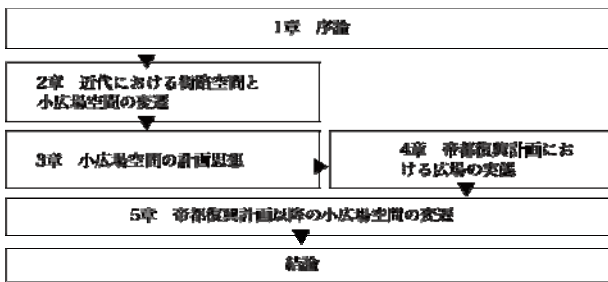 1章 序論
2章 近代における街路空間と
小広場空間の変遷
3章 小広場空間の計画思想
4章 帝都復興計画にお
ける広場の実態
5章 帝都復興計画以降の小広場空間の変遷
結論